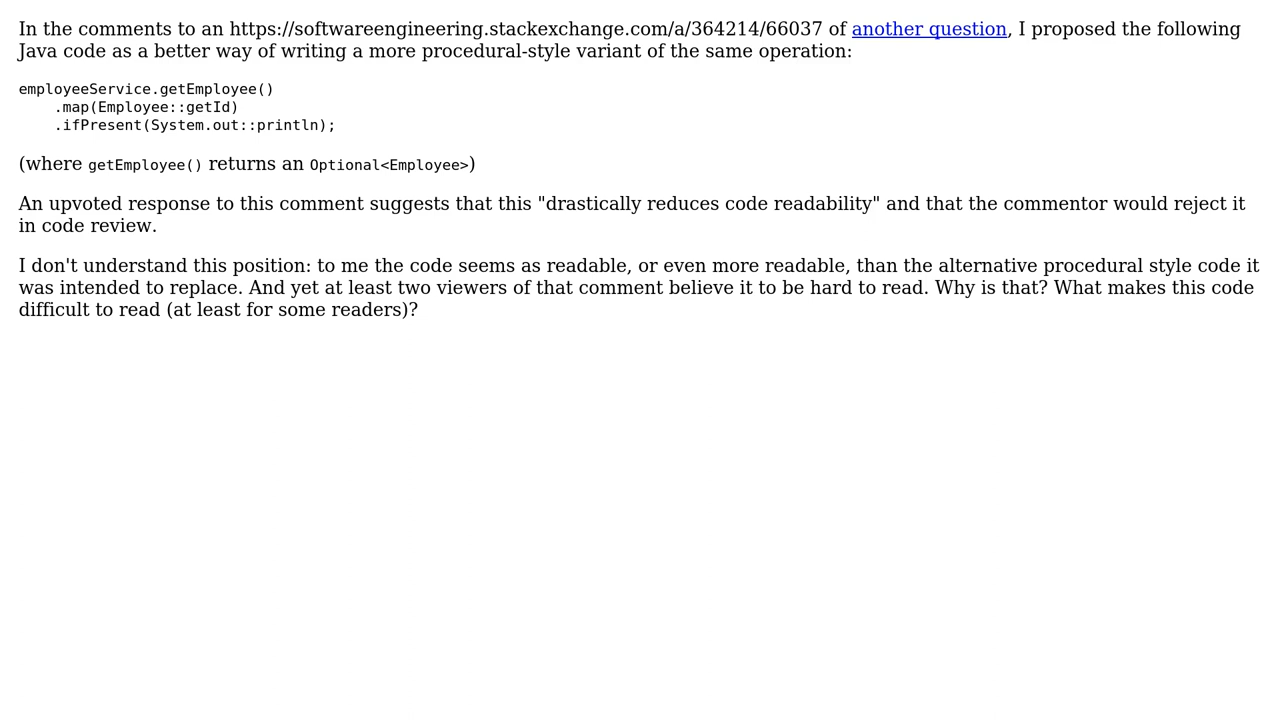 In the comments to an https://softwareengineering.stackexchange.com/a/364214/66037 of another question, I proposed the following
Java code as a better way of writing a more procedural-style variant of the same operation:
employeeService.getEmployee()
    .map(Employee::getId)
    .ifPresent(System.out::println);
(where getEmployee() returns an Optional<Employee>)
An upvoted response to this comment suggests that this "drastically reduces code readability" and that the commentor would reject it
in code review.
I don't understand this position: to me the code seems as readable, or even more readable, than the alternative procedural style code it
was intended to replace. And yet at least two viewers of that comment believe it to be hard to read. Why is that? What makes this code
difficult to read (at least for some readers)?